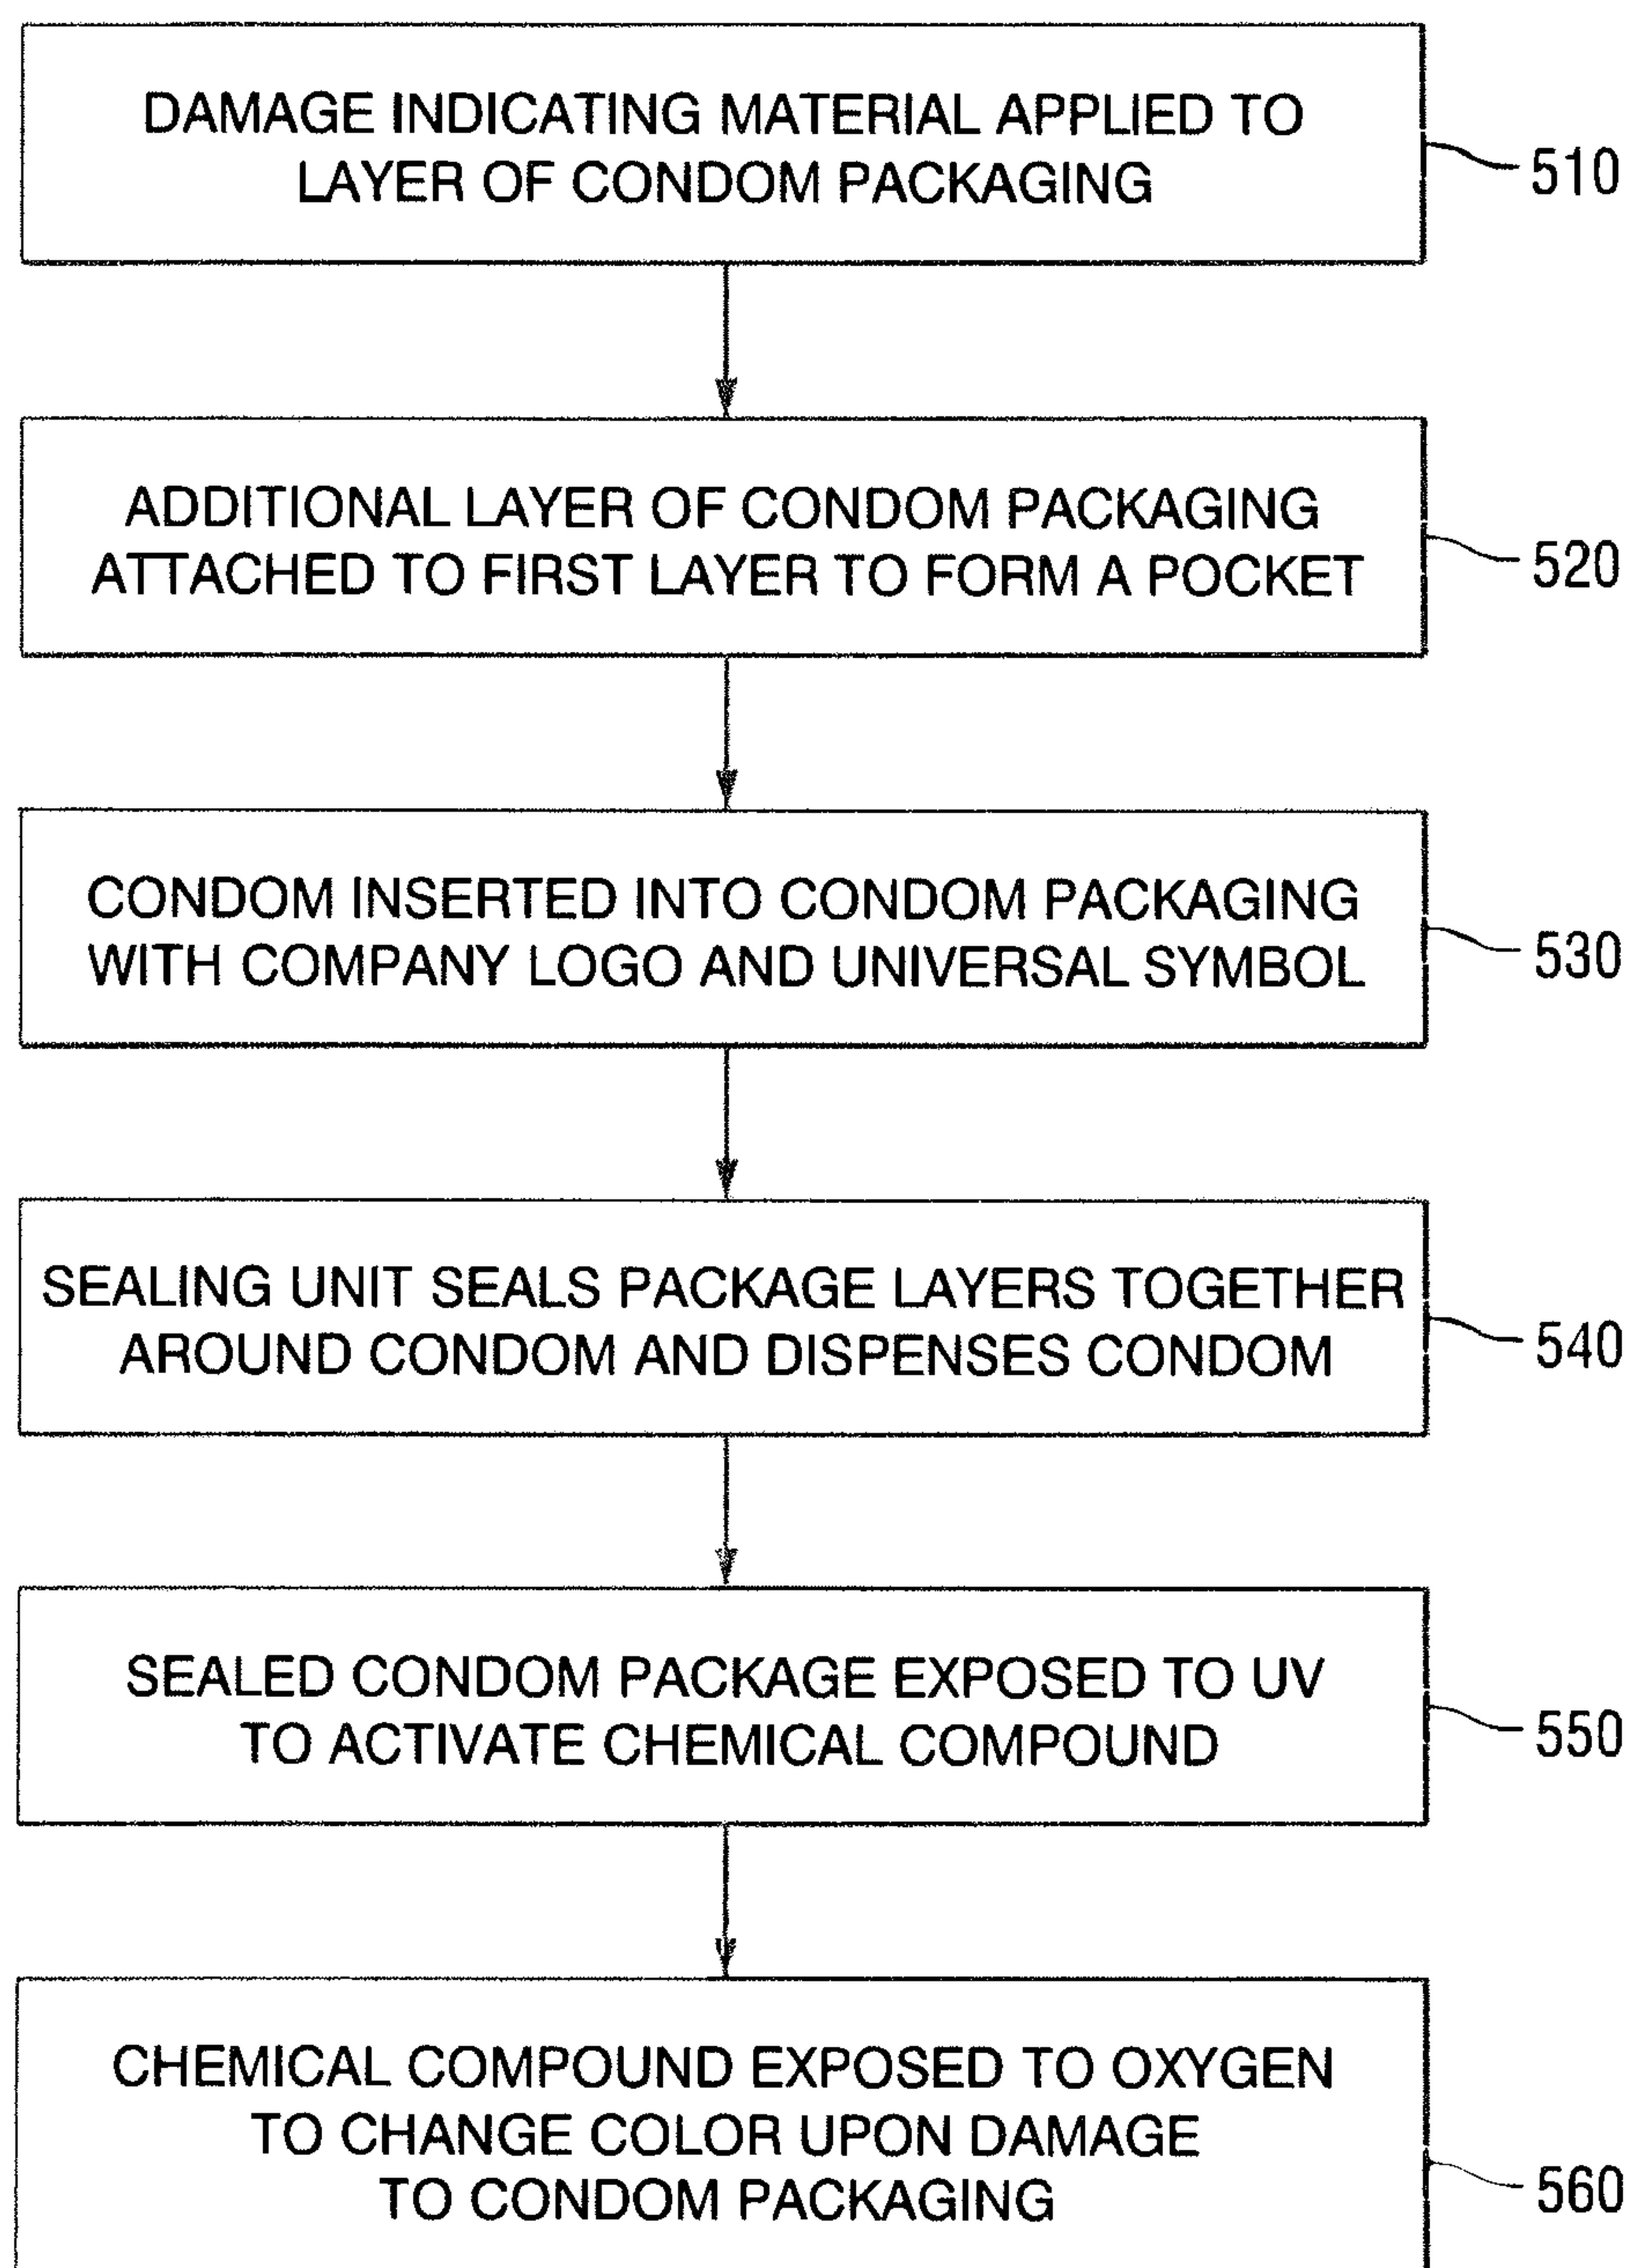 DAMAGE INDICATING MATERIAL APPLIED TO
LAYER OF CONDOM PACKAGING
510
ADDITIONAL LAYER OF CONDOM PACKAGING
ATTACHED TO FIRST LAYER TO FORM A POCKET
520
CONDOM INSERTED INTO CONDOM PACKAGING
WITH COMPANY LOGO AND UNIVERSAL SYMBOL
530
SEALING UNIT SEALS PACKAGE LAYERS TOGETHER
AROUND CONDOM AND DISPENSES CONDOM
540
SEALED CONDOM PACKAGE EXPOSED TO UV
TO ACTIVATE CHEMICAL COMPOUND
550
CHEMICAL COMPOUND EXPOSED TO OXYGEN
TO CHANGE COLOR UPON DAMAGE
TO CONDOM PACKAGING
560